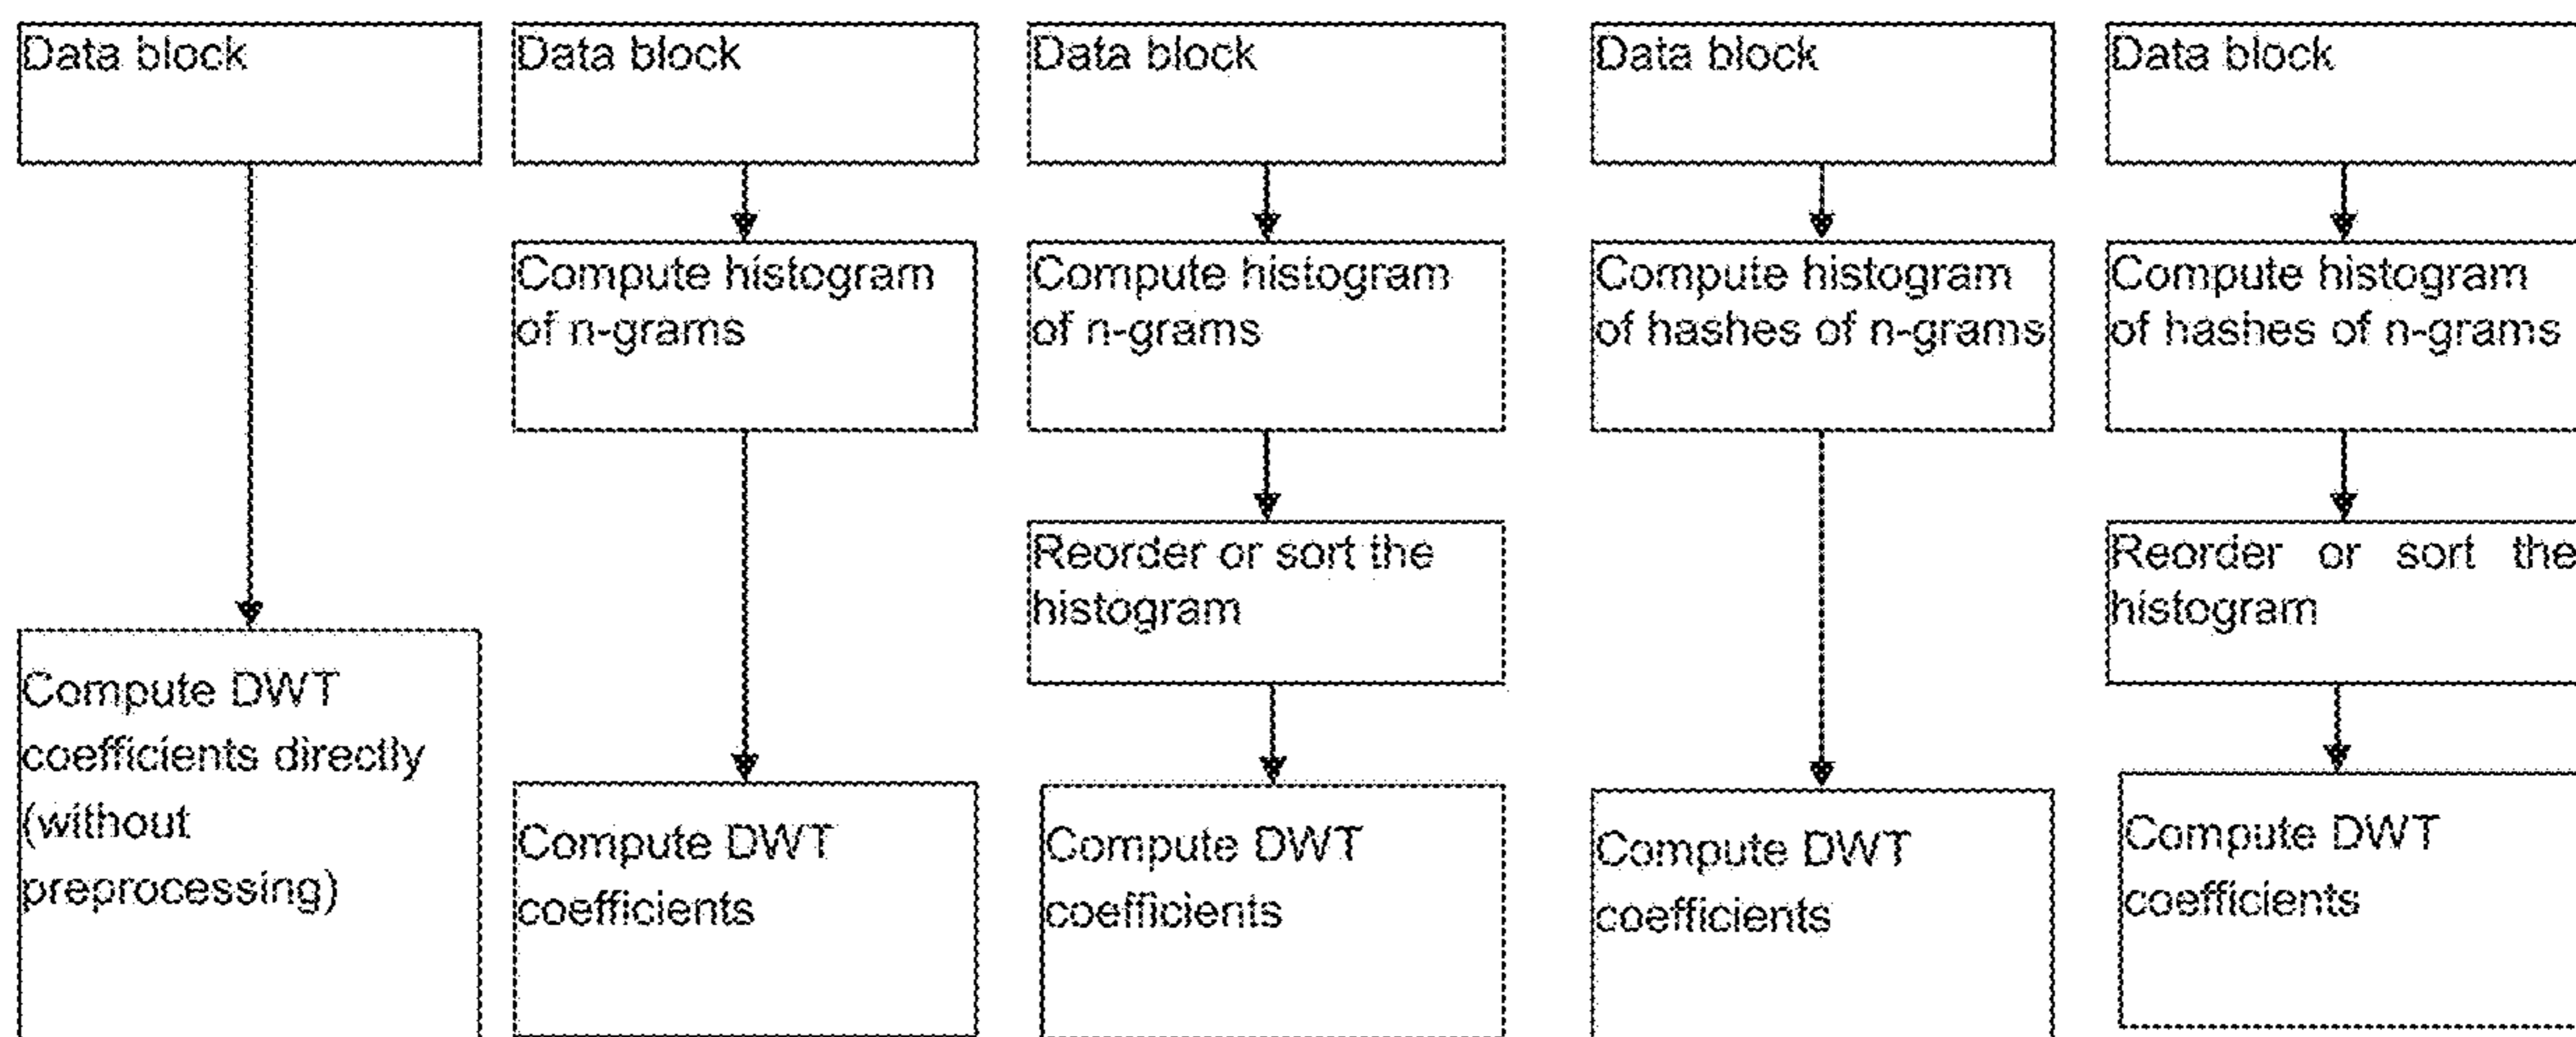 Data block
Compute DWT
coefficients directly
(without
preprocessing)
Data block
Compute histogram
of n-grams
Compute DWT
coefficients
Data block
Compute histogram
of n-grams
Reorder or sort the
histogram
Compute DWT
coefficients
Data block
Compute histogram
of hashes of n-grams
Compute DWT
coefficients
Data block
Compute histogram
of hashes of n-grams
Reorder or sort the
histogram
Compute DWT
coefficients